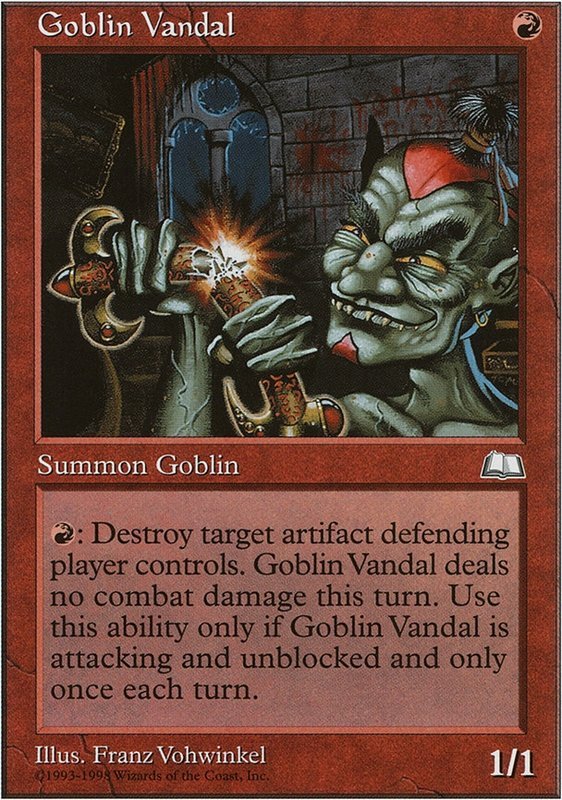 Goblin Vandal
Summon Goblin
: Destroy target artifact defending
player controls. Goblin Vandal deals
no combat damage this turn. Use
this ability only if Goblin Vandal is
attacking and unblocked and only
once each turn.
Illus. Franz Vohwinkel
©1993-1998 Wizards of the Coast, Inc.
1/1